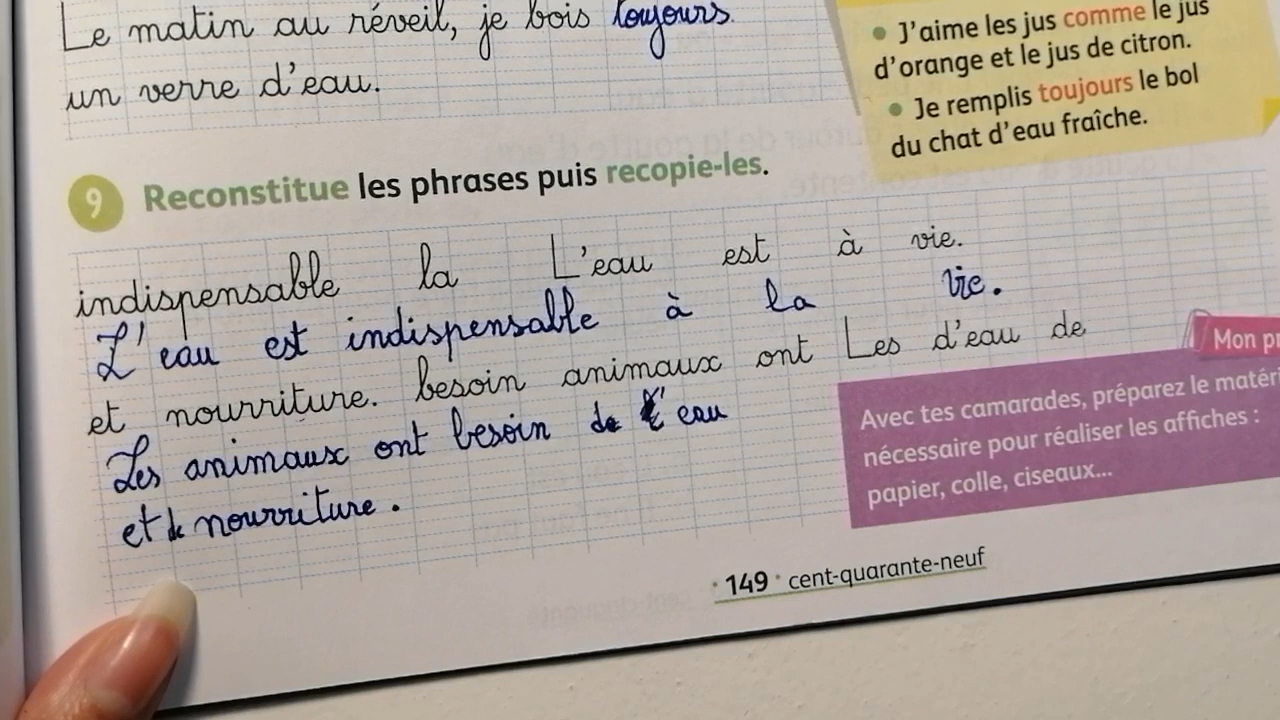 Le matin au réveil, je bois toujours
un verre d'eau.
• J'aime les jus comme le jus
d'orange et le jus de citron.
• Je remplis toujours le bol
du chat d'eau fraîche.
9 Reconstitue les phrases puis recopie-les.
indispensable la L'eau est à vie.
L'eau est indispensable à la vie.
et nourriture. besoin animaux ont Les d'eau de
Les animaux ont besoin de l'eau
et de nourriture.
Mon pr
Avec tes camarades, préparez le matéri
nécessaire pour réaliser les affiches :
papier, colle, ciseaux...
149 • cent-quarante-neuf